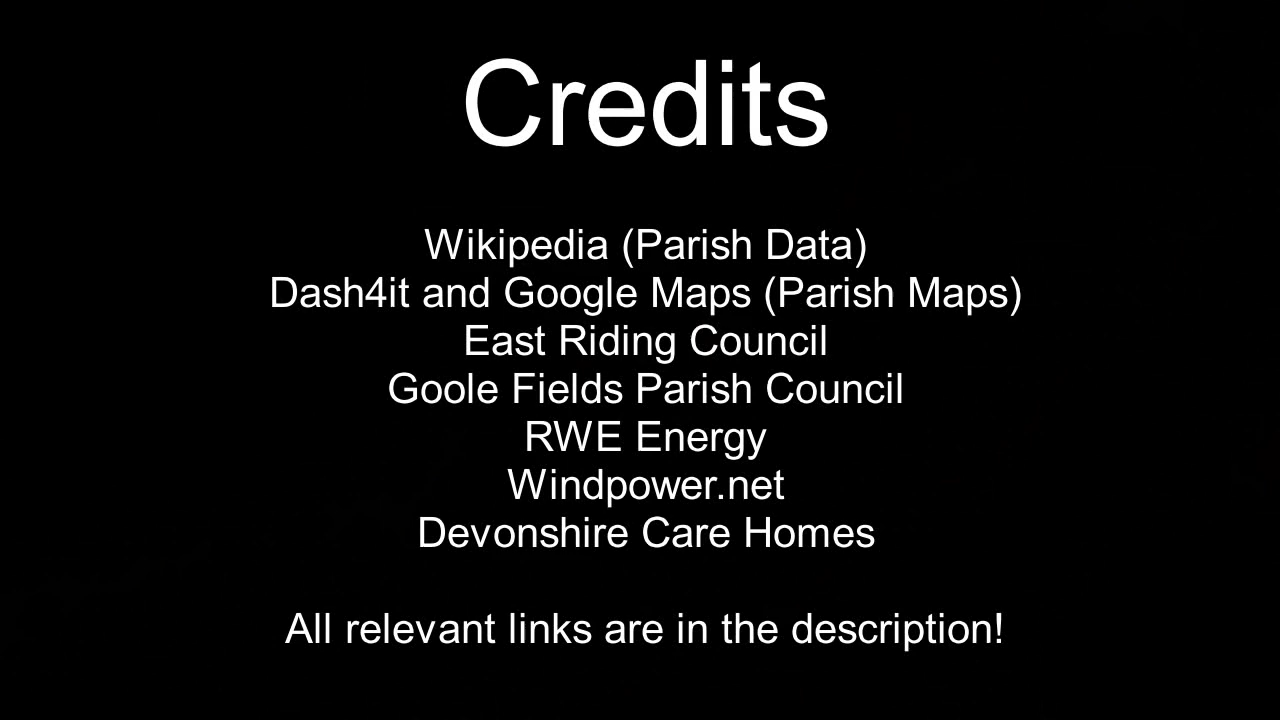 Credits
Wikipedia (Parish Data)
Dash4it and Google Maps (Parish Maps)
East Riding Council
Goole Fields Parish Council
RWE Energy
Windpower.net
Devonshire Care Homes
All relevant links are in the description!